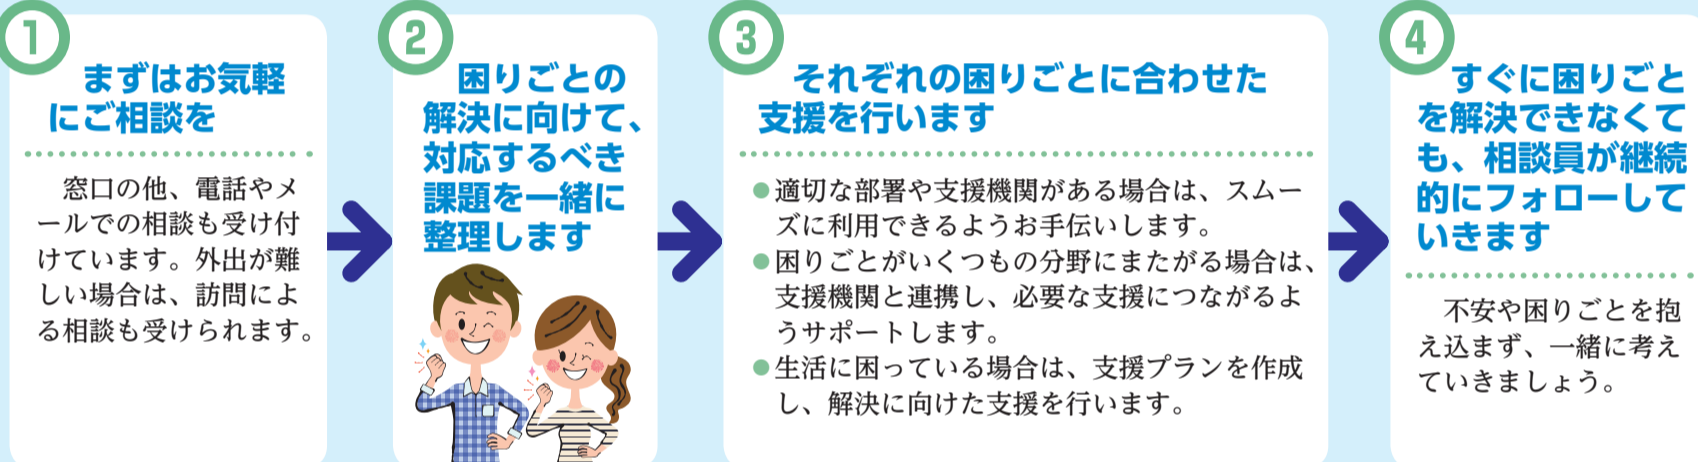 1
まずはお気軽
にご相談を
窓口の他、電話やメ
ールでの相談も受け付
けています。外出が難
しい場合は、訪問によ
る相談も受けられます。
2
困りごとの
解決に向けて、
対応するべき
課題を一緒に
整理します
3
それぞれの困りごとに合わせた
支援を行います
●適切な部署や支援機関がある場合は、スムー
ズに利用できるようお手伝いします。
●困りごとがいくつもの分野にまたがる場合は、
支援機関と連携し、必要な支援につながるよ
うサポートします。
●生活に困っている場合は、支援プランを作成
し、解決に向けた支援を行います。
4
すぐに困りごと
を解決できなくて
も、相談員が継続
的にフォローして
いきます
不安や困りごとを抱
え込まず、一緒に考え
ていきましょう。